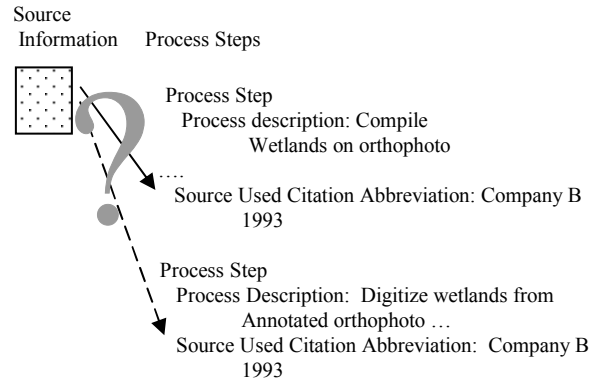 Source
Information Process Steps
Process Step
Process description: Compile
Wetlands on orthophoto
….
Source Used Citation Abbreviation: Company B
1993
?
Process Step
Process Description: Digitize wetlands from
Annotated orthophoto …
Source Used Citation Abbreviation: Company B
1993